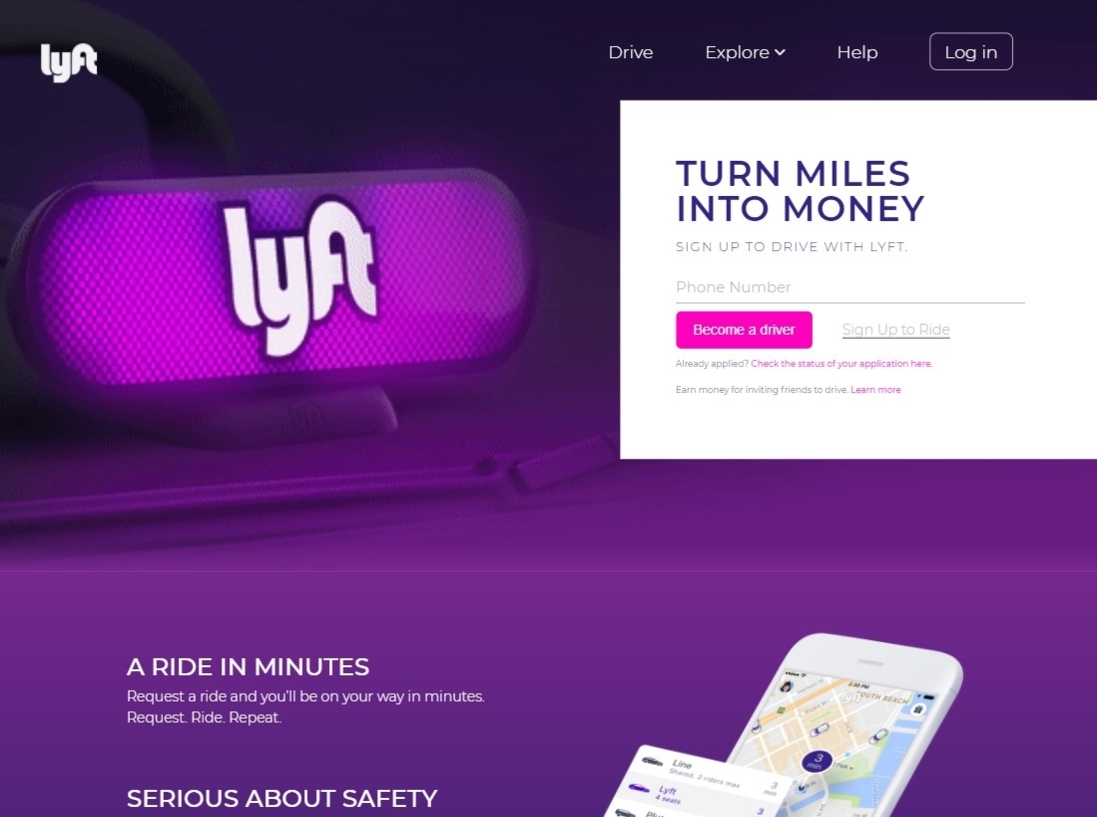 lyft
Drive
Explore
Help
Log in
lyft
TURN MILES
INTO MONEY
SIGN UP TO DRIVE WITH LYFT.
Phone Number
Become a driver
Sign Up to Ride
Already applied? Check the status of your application here.
Earn money for inviting friends to drive. Learn more
A RIDE IN MINUTES
Request a ride and you’ll be on your way in minutes.
Request. Ride. Repeat.
SERIOUS ABOUT SAFETY
SOUTH BEACH
3
min
Line
Shared, 2 riders max
3
min
Lyft
4 seats
3